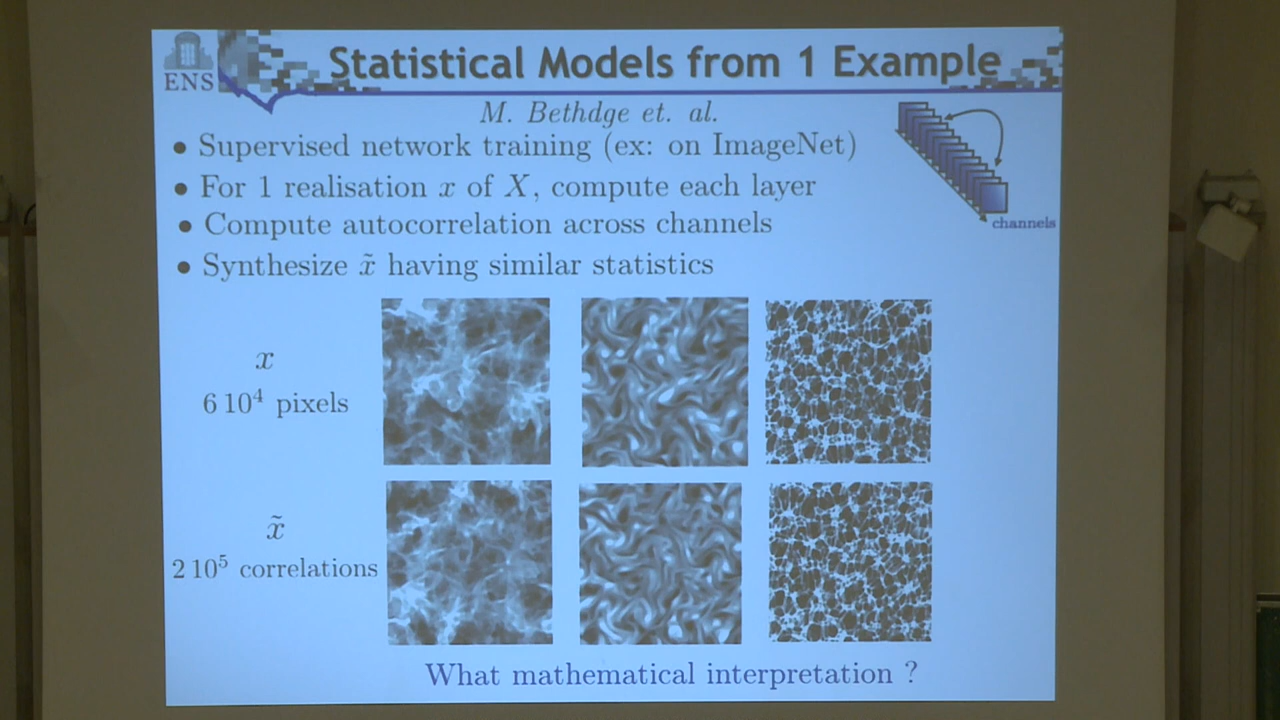 ENS
Statistical Models from 1 Example
M. Bethdge et. al.
• Supervised network training (ex: on ImageNet)
• For 1 realisation x of X, compute each layer
• Compute autocorrelation across channels
• Synthesize x̃ having similar statistics
channels
x
6 10⁴ pixels
x̃
2 10⁵ correlations
What mathematical interpretation ?